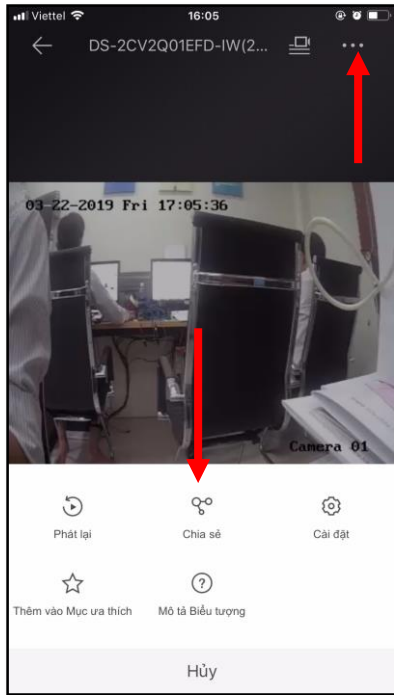 Viettel
16:05
DS-2CV2Q01EFD-IW(2...
03-22-2019 Fri 17:05:36
Camera 01
Phát lại
Chia sẻ
Cài đặt
Thêm vào Mục ưa thích
Mô tả Biểu tượng
Hủy